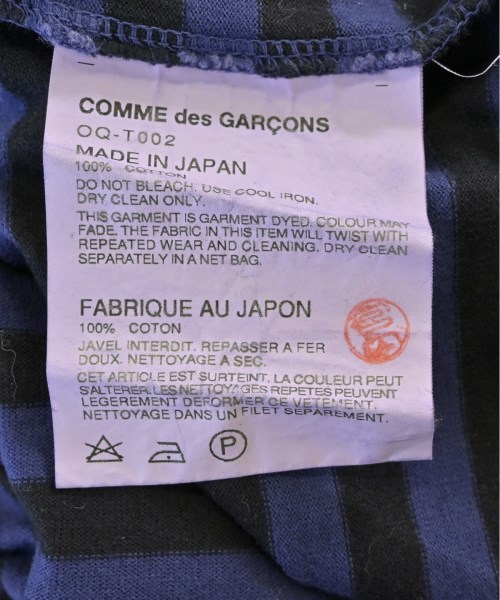 COMME des GARÇONS
OQ-T002
MADE IN JAPAN
100% COTTON
DO NOT BLEACH. USE COOL IRON.
DRY CLEAN ONLY.
THIS GARMENT IS GARMENT DYED. COLOUR MAY
FADE. THE FABRIC IN THIS ITEM WILL TWIST WITH
REPEATED WEAR AND CLEANING. DRY CLEAN
SEPARATELY IN A NET BAG.
FABRIQUE AU JAPON
100% COTON
JAVEL INTERDIT. REPASSER A FER
DOUX. NETTOYAGE A SEC.
CET ARTICLE EST SURTEINT. LA COULEUR PEUT
S'ALTERER. LES NETTOYAGES REPETES PEUVENT
LEGEREMENT DEFORMER CE VETEMENT.
NETTOYAGE DANS UN FILET SEPAREMENT.
P